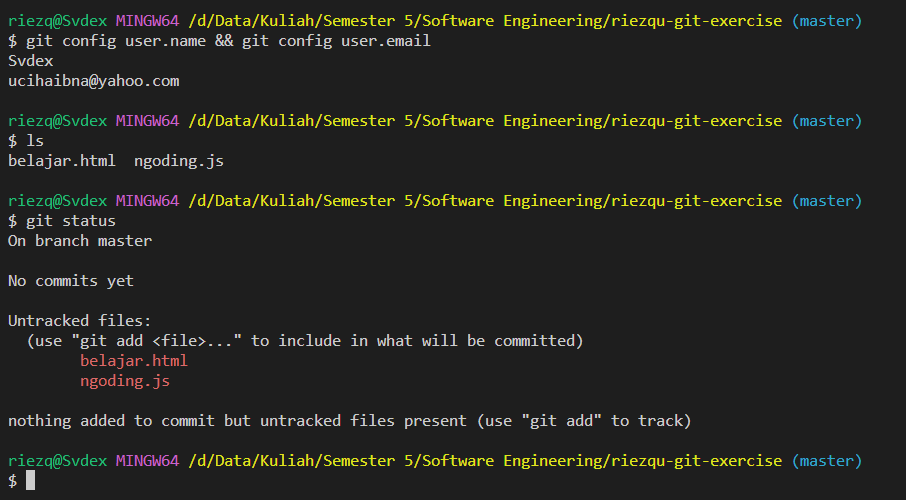 riezq@Svdex MINGW64 /d/Data/Kuliah/Semester 5/Software Engineering/riezqu-git-exercise (master)
$ git config user.name && git config user.email
Svdex
ucihaibna@yahoo.com
riezq@Svdex MINGW64 /d/Data/Kuliah/Semester 5/Software Engineering/riezqu-git-exercise (master)
$ ls
belajar.html  ngoding.js
riezq@Svdex MINGW64 /d/Data/Kuliah/Semester 5/Software Engineering/riezqu-git-exercise (master)
$ git status
On branch master
No commits yet
Untracked files:
  (use "git add <file>..." to include in what will be committed)
        belajar.html
        ngoding.js
nothing added to commit but untracked files present (use "git add" to track)
riezq@Svdex MINGW64 /d/Data/Kuliah/Semester 5/Software Engineering/riezqu-git-exercise (master)
$